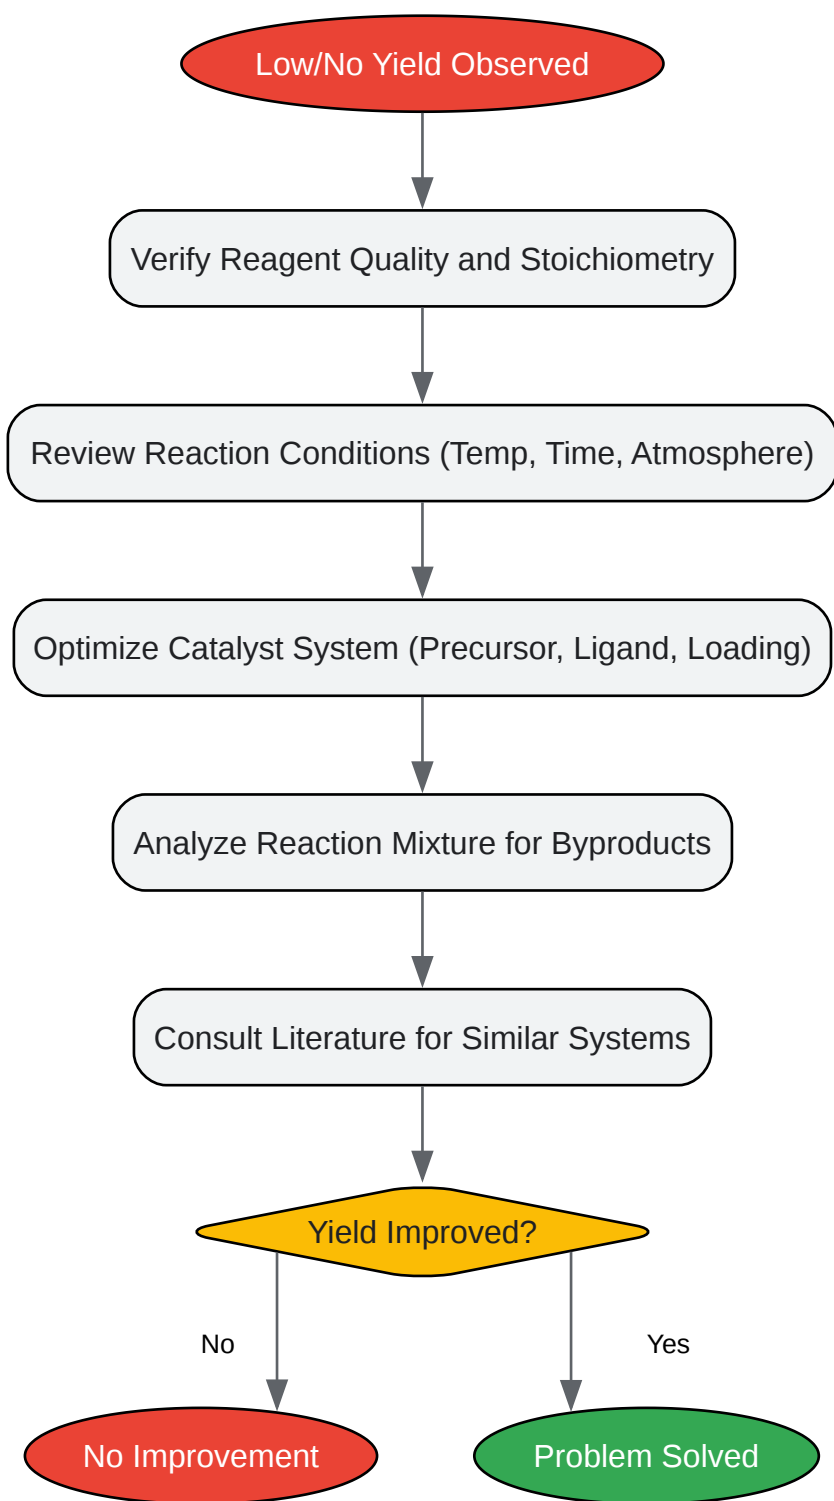 Low/No Yield Observed
Verify Reagent Quality and Stoichiometry
Review Reaction Conditions (Temp, Time, Atmosphere)
Optimize Catalyst System (Precursor, Ligand, Loading)
Analyze Reaction Mixture for Byproducts
Consult Literature for Similar Systems
Yield Improved?
No
Yes
No Improvement
Problem Solved